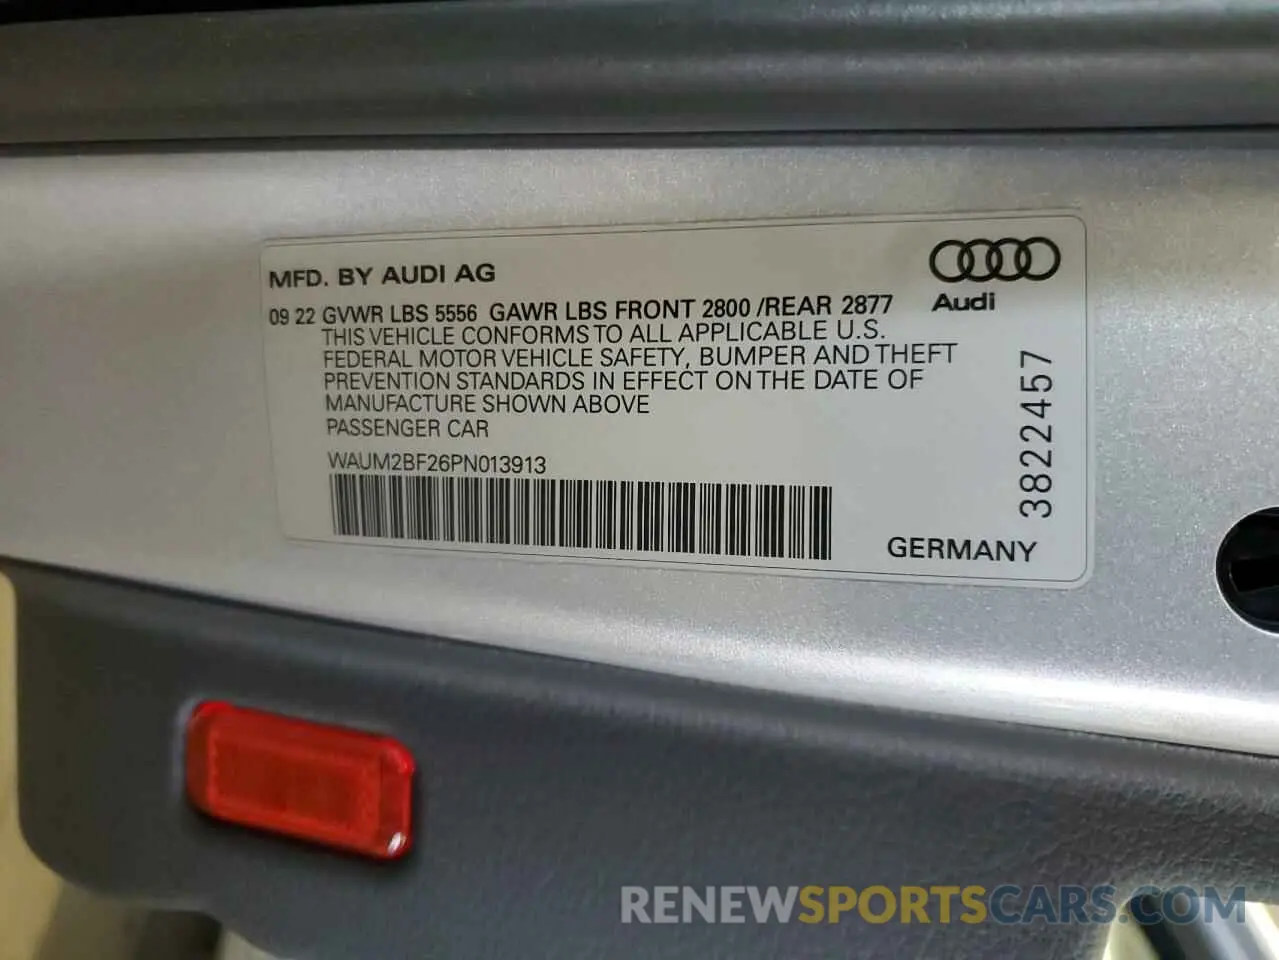 MFD. BY AUDI AG
Audi
09 22 GVWR LBS 5556 GAWR LBS FRONT 2800 /REAR 2877
THIS VEHICLE CONFORMS TO ALL APPLICABLE U.S.
FEDERAL MOTOR VEHICLE SAFETY, BUMPER AND THEFT
PREVENTION STANDARDS IN EFFECT ON THE DATE OF
MANUFACTURE SHOWN ABOVE
PASSENGER CAR
WAUM2BF26PN013913
3822457
GERMANY
RENEWSPORTSCARS.COM